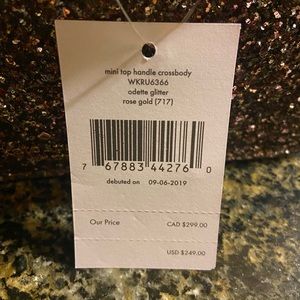 mini top handle crossbody
WKRU6366
odette glitter
rose gold (717)
7 67883 44276 0
debuted on 09-06-2019
Our Price CAD $299.00
USD $249.00